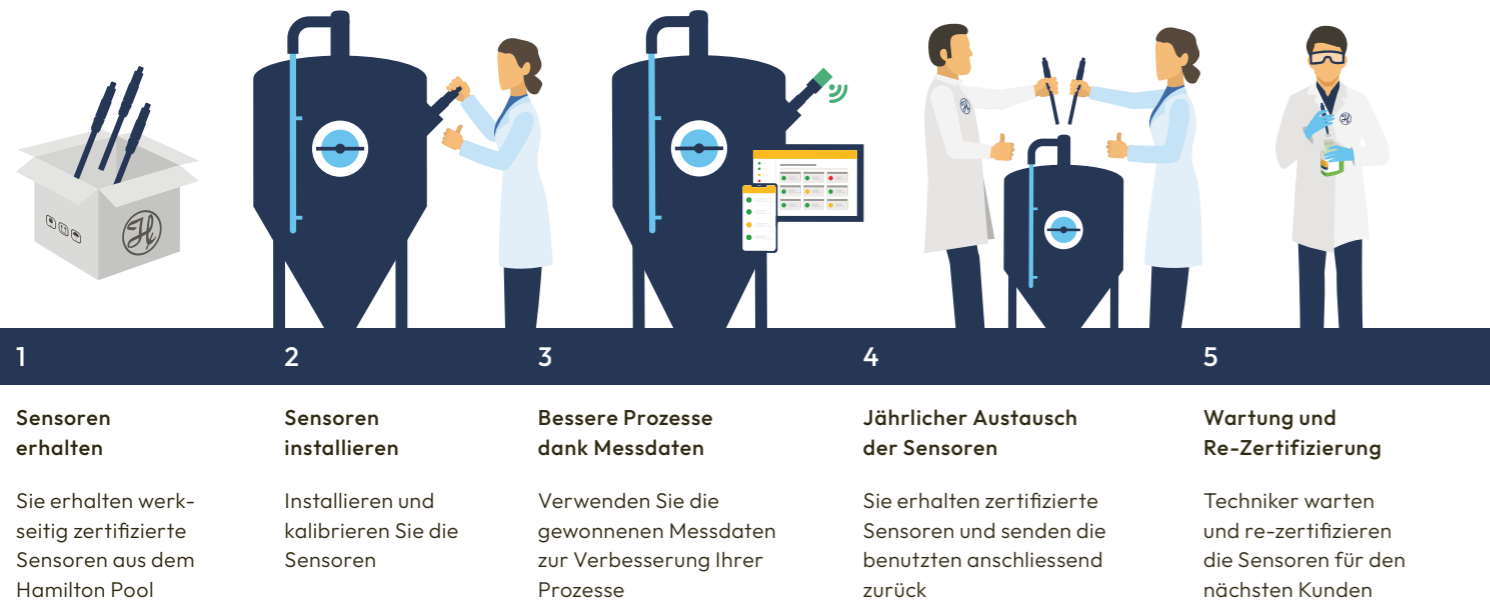 1
Sensoren
erhalten
Sie erhalten werk-
seitig zertifizierte
Sensoren aus dem
Hamilton Pool
2
Sensoren
installieren
Installieren und
kalibrieren Sie die
Sensoren
3
Bessere Prozesse
dank Messdaten
Verwenden Sie die
gewonnenen Messdaten
zur Verbesserung Ihrer
Prozesse
4
Jährlicher Austausch
der Sensoren
Sie erhalten zertifizierte
Sensoren und senden die
benutzten anschliessend
zurück
5
Wartung und
Re-Zertifizierung
Techniker warten
und re-zertifizieren
die Sensoren für den
nächsten Kunden